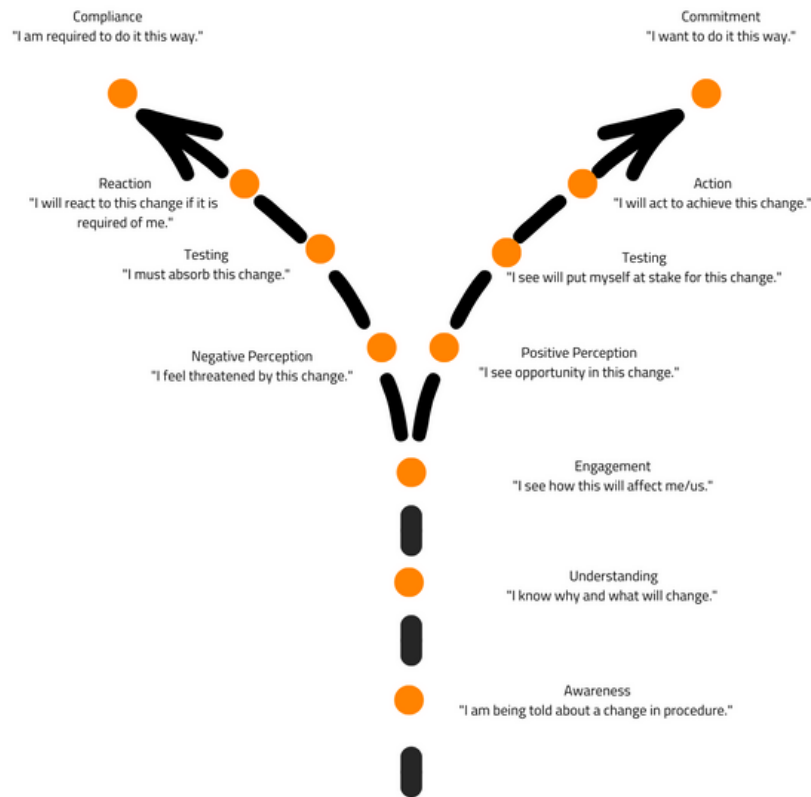 Compliance
"I am required to do it this way."
Commitment
"I want to do it this way."
Reaction
"I will react to this change if it is
required of me."
Action
"I will act to achieve this change."
Testing
"I must absorb this change."
Testing
"I see will put myself at stake for this change."
Negative Perception
"I feel threatened by this change."
Positive Perception
"I see opportunity in this change."
Engagement
"I see how this will affect me/us."
Understanding
"I know why and what will change."
Awareness
"I am being told about a change in procedure."